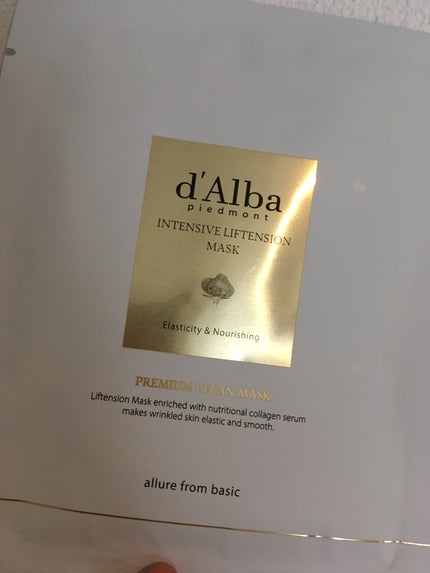 d'Alba
piedmont
INTENSIVE LIFTENSION
MASK
Elasticity & Nourishing
PREMIUM VEGAN MASK
Liftension Mask enriched with nutritional collagen serum
makes wrinkled skin elastic and smooth.
allure from basic